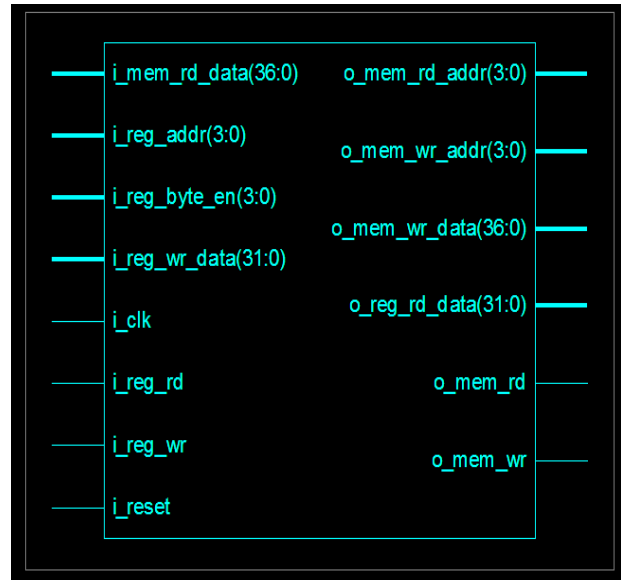 i_mem_rd_data(36:0)
i_reg_addr(3:0)
i_reg_byte_en(3:0)
i_reg_wr_data(31:0)
i_clk
i_reg_rd
i_reg_wr
i_reset
o_mem_rd_addr(3:0)
o_mem_wr_addr(3:0)
o_mem_wr_data(36:0)
o_reg_rd_data(31:0)
o_mem_rd
o_mem_wr